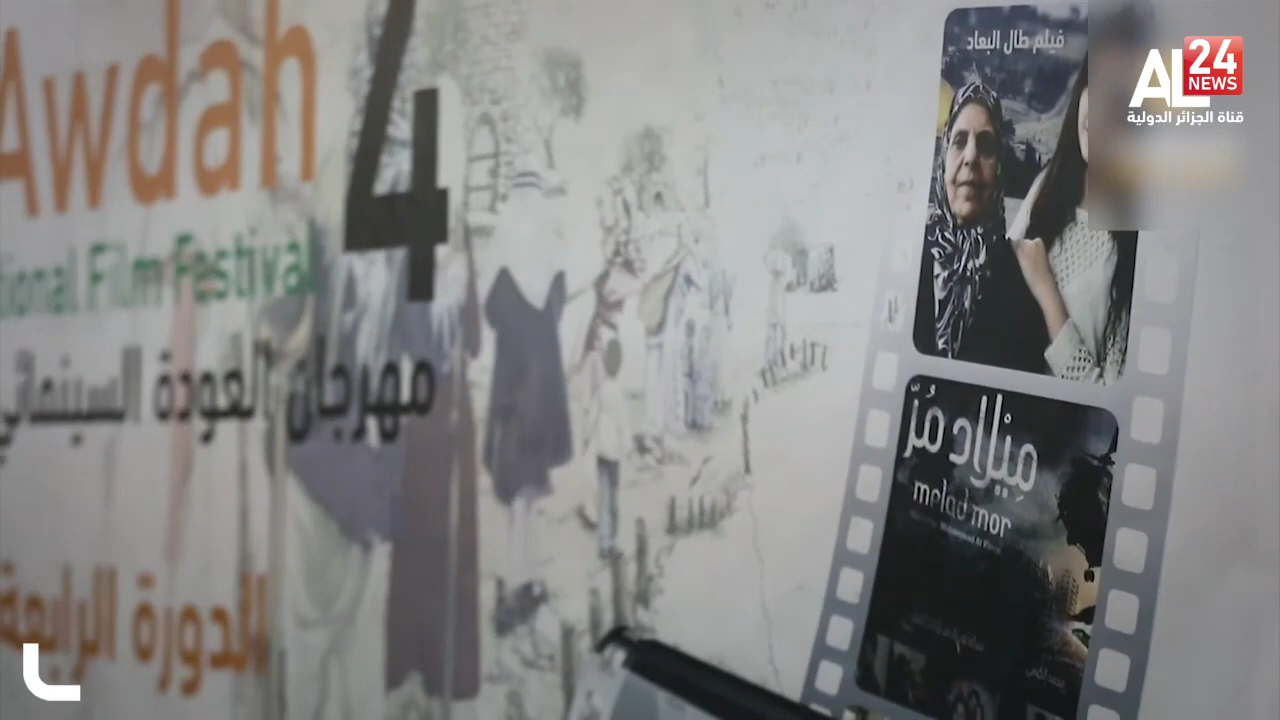 Awdah
4
Film Festival
مهرجان العودة السينمائي
الدورة الرابعة
فيلم طال البعاد
ميلاد مُرّ
melad mor
AL
24
NEWS
قناة الجزائر الدولية